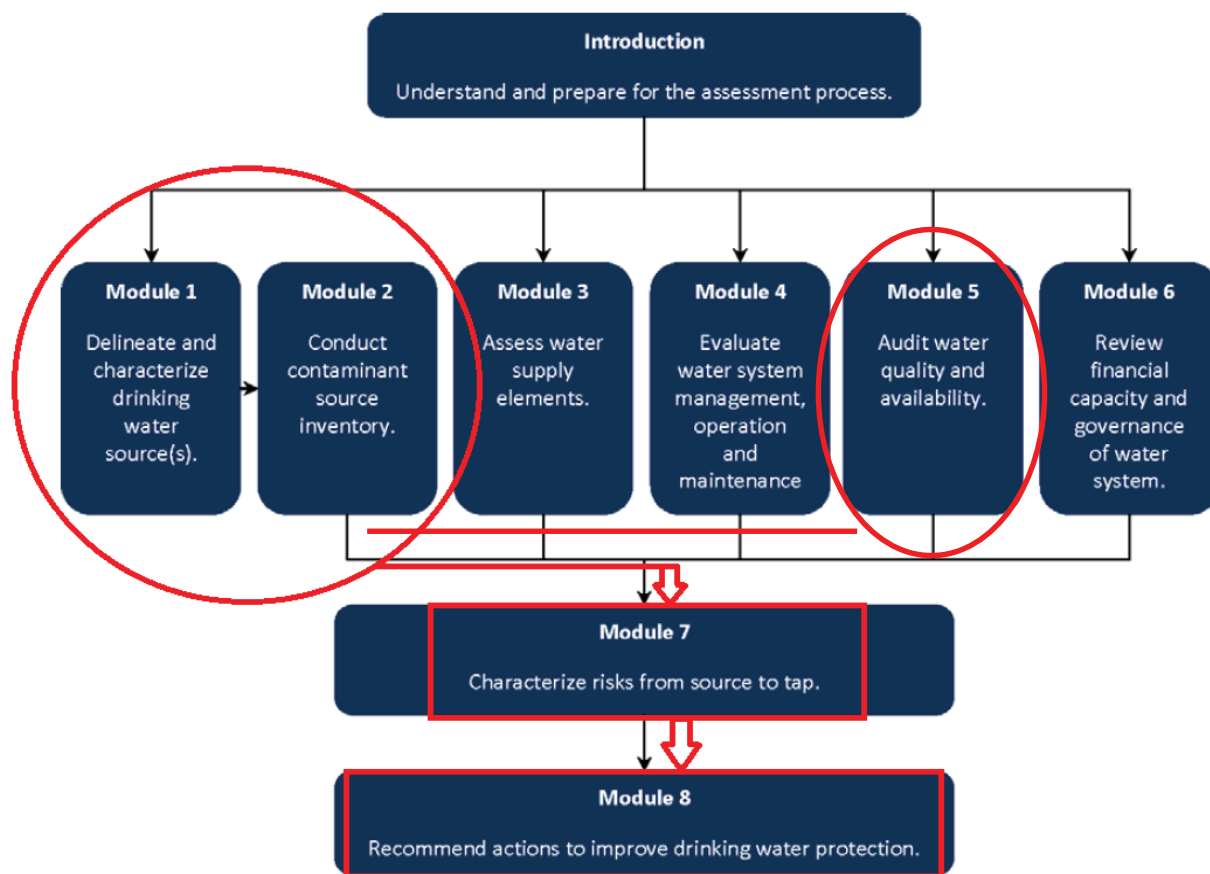 Introduction
Understand and prepare for the assessment process.
Module 1
Delineate and
characterize
drinking
water
source(s).
Module 2
Conduct
contaminant
source
inventory.
Module 3
Assess water
supply
elements.
Module 4
Evaluate
water system
management,
operation
and
maintenance
Module 5
Audit water
quality and
availability.
Module 6
Review
financial
capacity and
governance
of water
system.
Module 7
Characterize risks from source to tap.
Module 8
Recommend actions to improve drinking water protection.